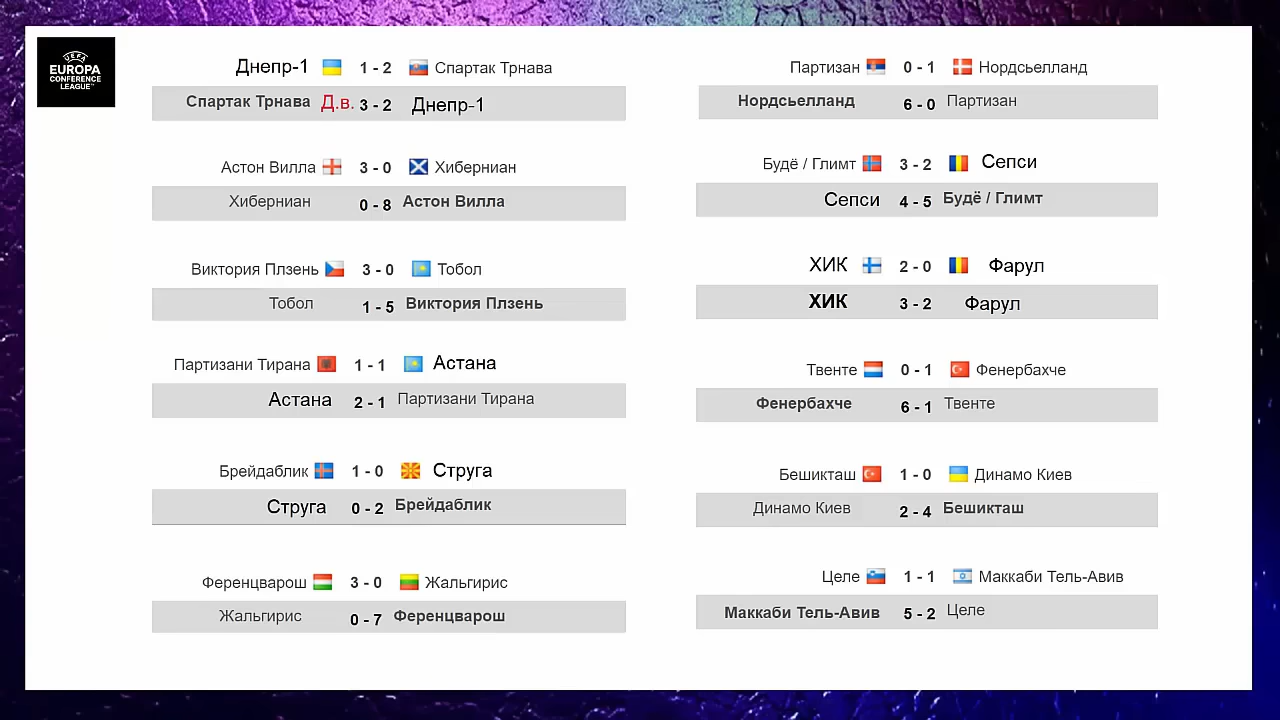 UEFA
EUROPA
CONFERENCE
LEAGUE™
Днепр-1 1 - 2 Спартак Трнава
Спартак Трнава Д.в. 3 - 2 Днепр-1
Астон Вилла 3 - 0 Хиберниан
Хиберниан 0 - 8 Астон Вилла
Виктория Плзень 3 - 0 Тобол
Тобол 1 - 5 Виктория Плзень
Партизани Тирана 1 - 1 Астана
Астана 2 - 1 Партизани Тирана
Брейдаблик 1 - 0 Струга
Струга 0 - 2 Брейдаблик
Ференцварош 3 - 0 Жальгирис
Жальгирис 0 - 7 Ференцварош
Партизан 0 - 1 Нордсьелланд
Нордсьелланд 6 - 0 Партизан
Будё / Глимт 3 - 2 Сепси
Сепси 4 - 5 Будё / Глимт
ХИК 2 - 0 Фарул
ХИК 3 - 2 Фарул
Твенте 0 - 1 Фенербахче
Фенербахче 6 - 1 Твенте
Бешикташ 1 - 0 Динамо Киев
Динамо Киев 2 - 4 Бешикташ
Целе 1 - 1 Маккаби Тель-Авив
Маккаби Тель-Авив 5 - 2 Целе